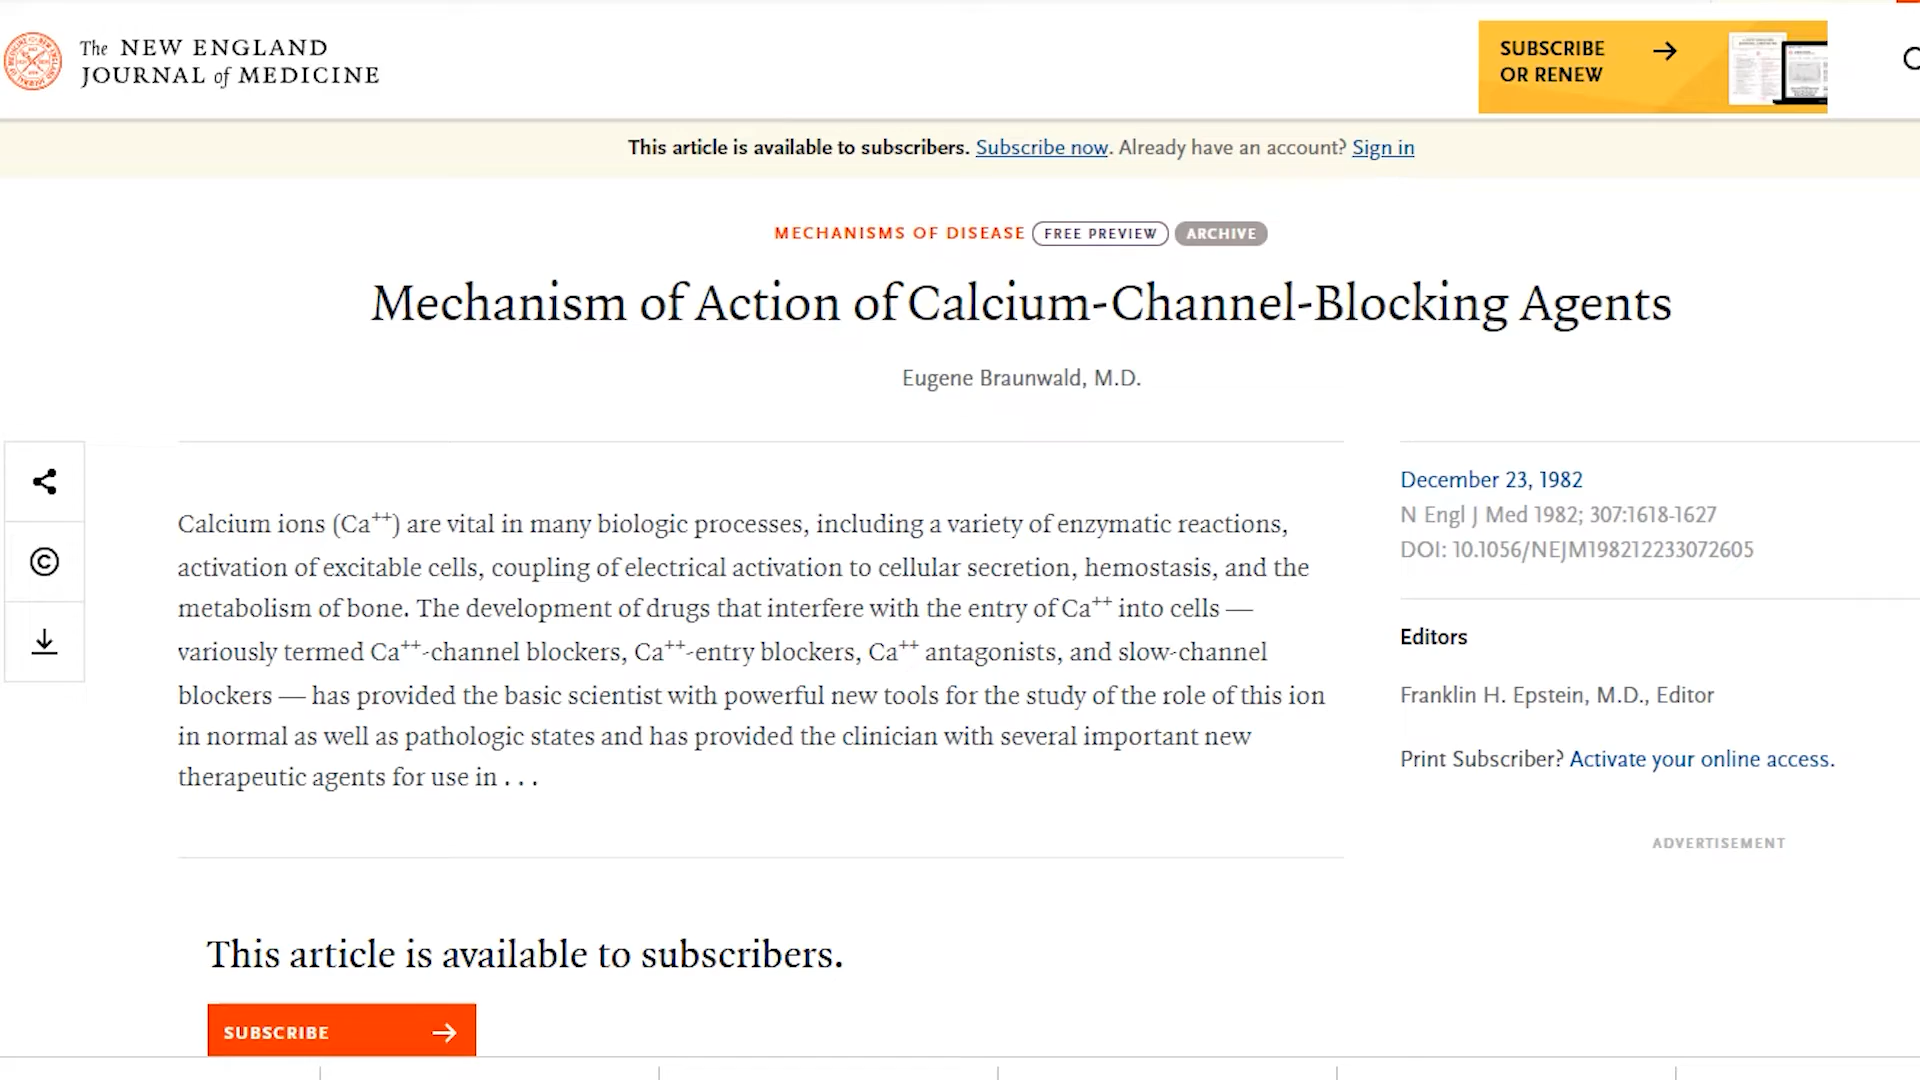 The NEW ENGLAND
JOURNAL of MEDICINE
SUBSCRIBE
OR RENEW
This article is available to subscribers. Subscribe now. Already have an account? Sign in
MECHANISMS OF DISEASE FREE PREVIEW ARCHIVE
Mechanism of Action of Calcium-Channel-Blocking Agents
Eugene Braunwald, M.D.
Calcium ions (Ca⁺⁺) are vital in many biologic processes, including a variety of enzymatic reactions,
activation of excitable cells, coupling of electrical activation to cellular secretion, hemostasis, and the
metabolism of bone. The development of drugs that interfere with the entry of Ca⁺⁺ into cells —
variously termed Ca⁺⁺-channel blockers, Ca⁺⁺-entry blockers, Ca⁺⁺ antagonists, and slow-channel
blockers — has provided the basic scientist with powerful new tools for the study of the role of this ion
in normal as well as pathologic states and has provided the clinician with several important new
therapeutic agents for use in . . .
December 23, 1982
N Engl J Med 1982; 307:1618-1627
DOI: 10.1056/NEJM198212233072605
Editors
Franklin H. Epstein, M.D., Editor
Print Subscriber? Activate your online access.
ADVERTISEMENT
This article is available to subscribers.
SUBSCRIBE